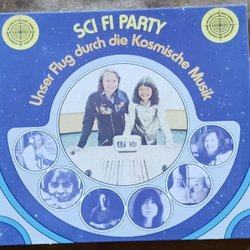 SCI FI PARTY
Unser Flug durch die Kosmische Musik